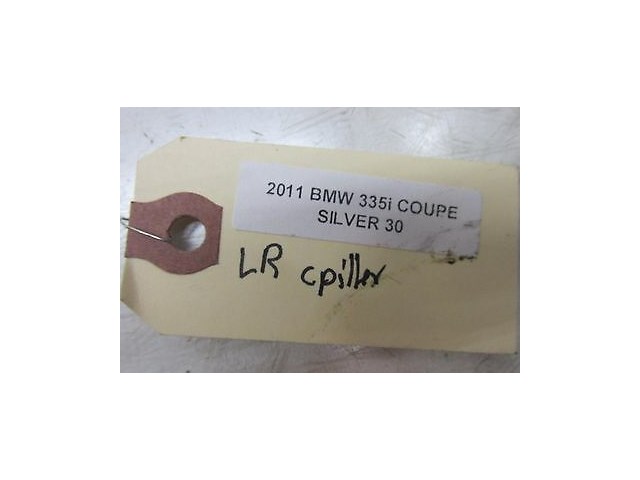 2011 BMW 335i COUPE
SILVER 30
LR cpiller